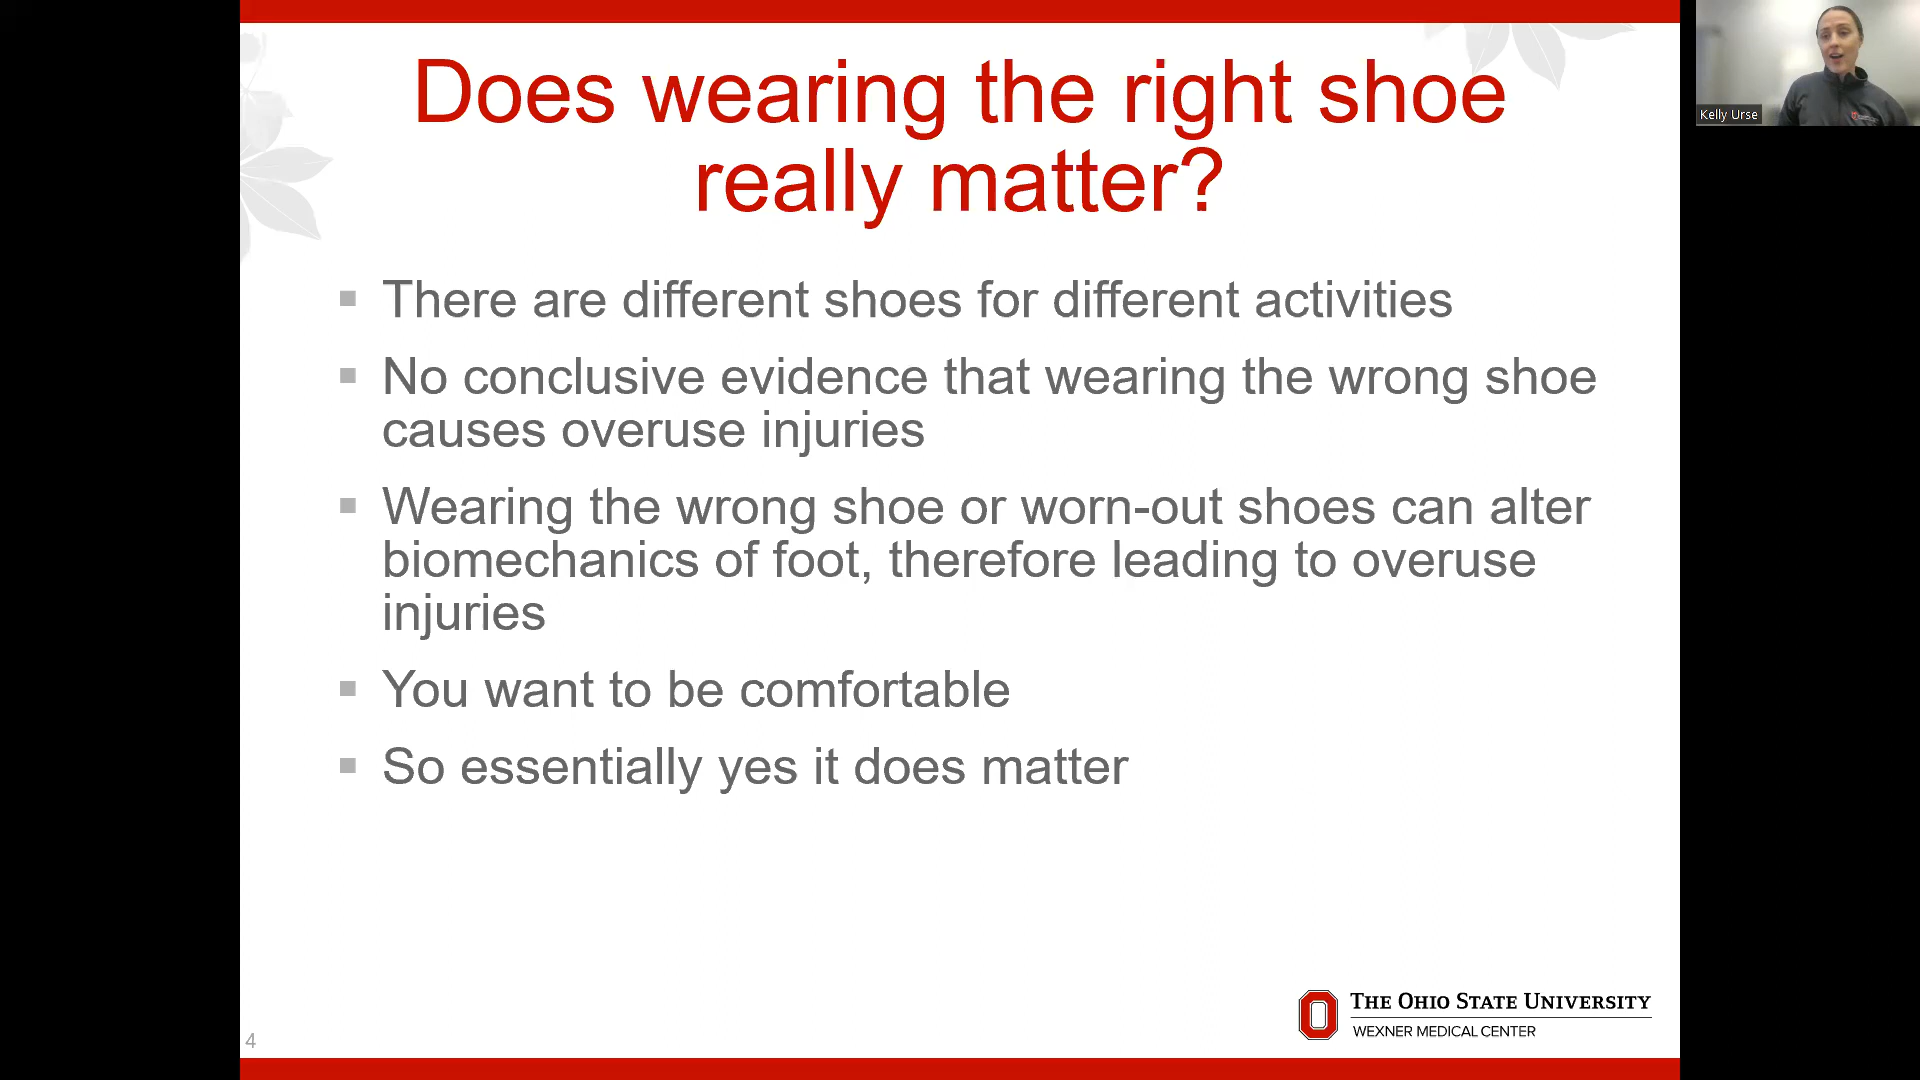 Does wearing the right shoe
really matter?
There are different shoes for different activities
No conclusive evidence that wearing the wrong shoe
causes overuse injuries
Wearing the wrong shoe or worn-out shoes can alter
biomechanics of foot, therefore leading to overuse
injuries
You want to be comfortable
So essentially yes it does matter
THE OHIO STATE UNIVERSITY
WEXNER MEDICAL CENTER
4
Kelly Urse